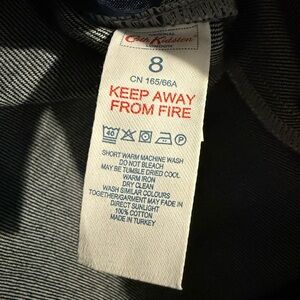 Cath Kidston
LONDON
8
CN 165/66A
KEEP AWAY
FROM FIRE
40 P
SHORT WARM MACHINE WASH
DO NOT BLEACH
MAY BE TUMBLE DRIED COOL
WARM IRON
DRY CLEAN
WASH SIMILAR COLOURS
TOGETHER/GARMENT MAY FADE IN
DIRECT SUNLIGHT
100% COTTON
MADE IN TURKEY